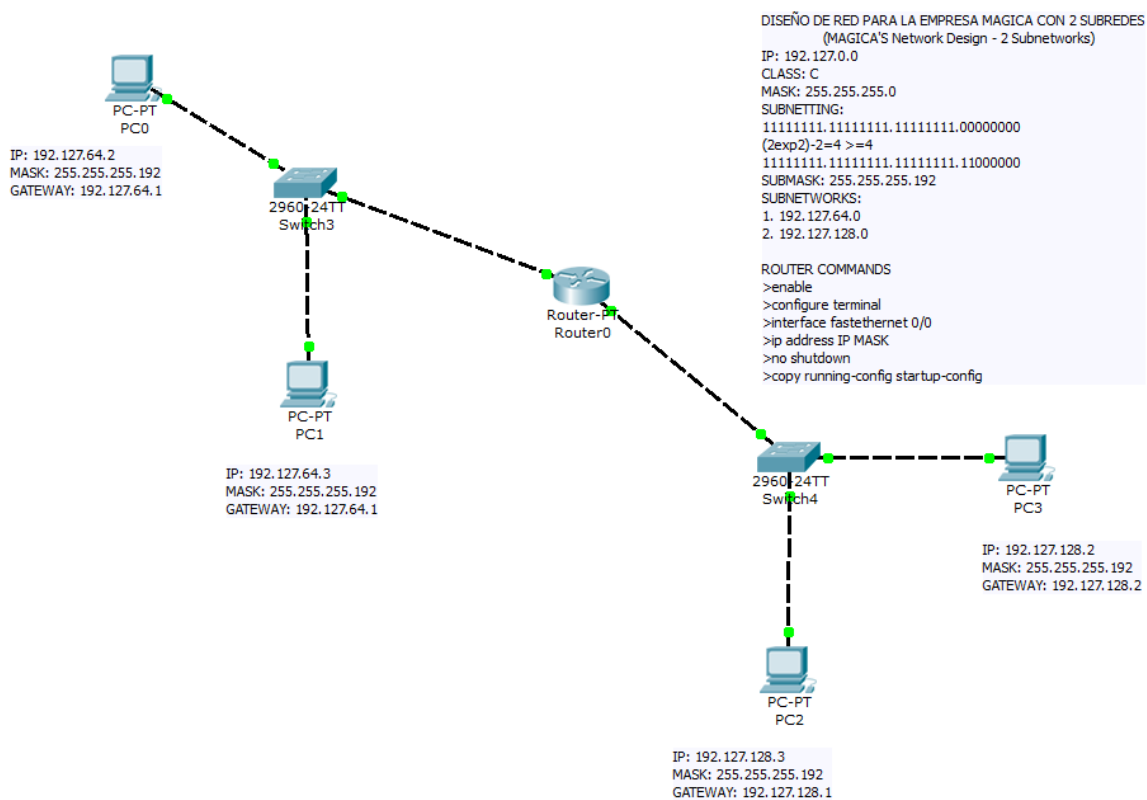 DISEÑO DE RED PARA LA EMPRESA MAGICA CON 2 SUBREDES
(MAGICA'S Network Design - 2 Subnetworks)
IP: 192.127.0.0
CLASS: C
MASK: 255.255.255.0
SUBNETTING:
11111111.11111111.11111111.00000000
(2exp2)-2=4 >=4
11111111.11111111.11111111.11000000
SUBMASK: 255.255.255.192
SUBNETWORKS:
1. 192.127.64.0
2. 192.127.128.0
ROUTER COMMANDS
>enable
>configure terminal
>interface fastethernet 0/0
>ip address IP MASK
>no shutdown
>copy running-config startup-config
PC-PT
PC0
IP: 192.127.64.2
MASK: 255.255.255.192
GATEWAY: 192.127.64.1
2960-24TT
Switch3
Router-PT
Router0
PC-PT
PC1
IP: 192.127.64.3
MASK: 255.255.255.192
GATEWAY: 192.127.64.1
2960-24TT
Switch4
PC-PT
PC3
IP: 192.127.128.2
MASK: 255.255.255.192
GATEWAY: 192.127.128.2
PC-PT
PC2
IP: 192.127.128.3
MASK: 255.255.255.192
GATEWAY: 192.127.128.1